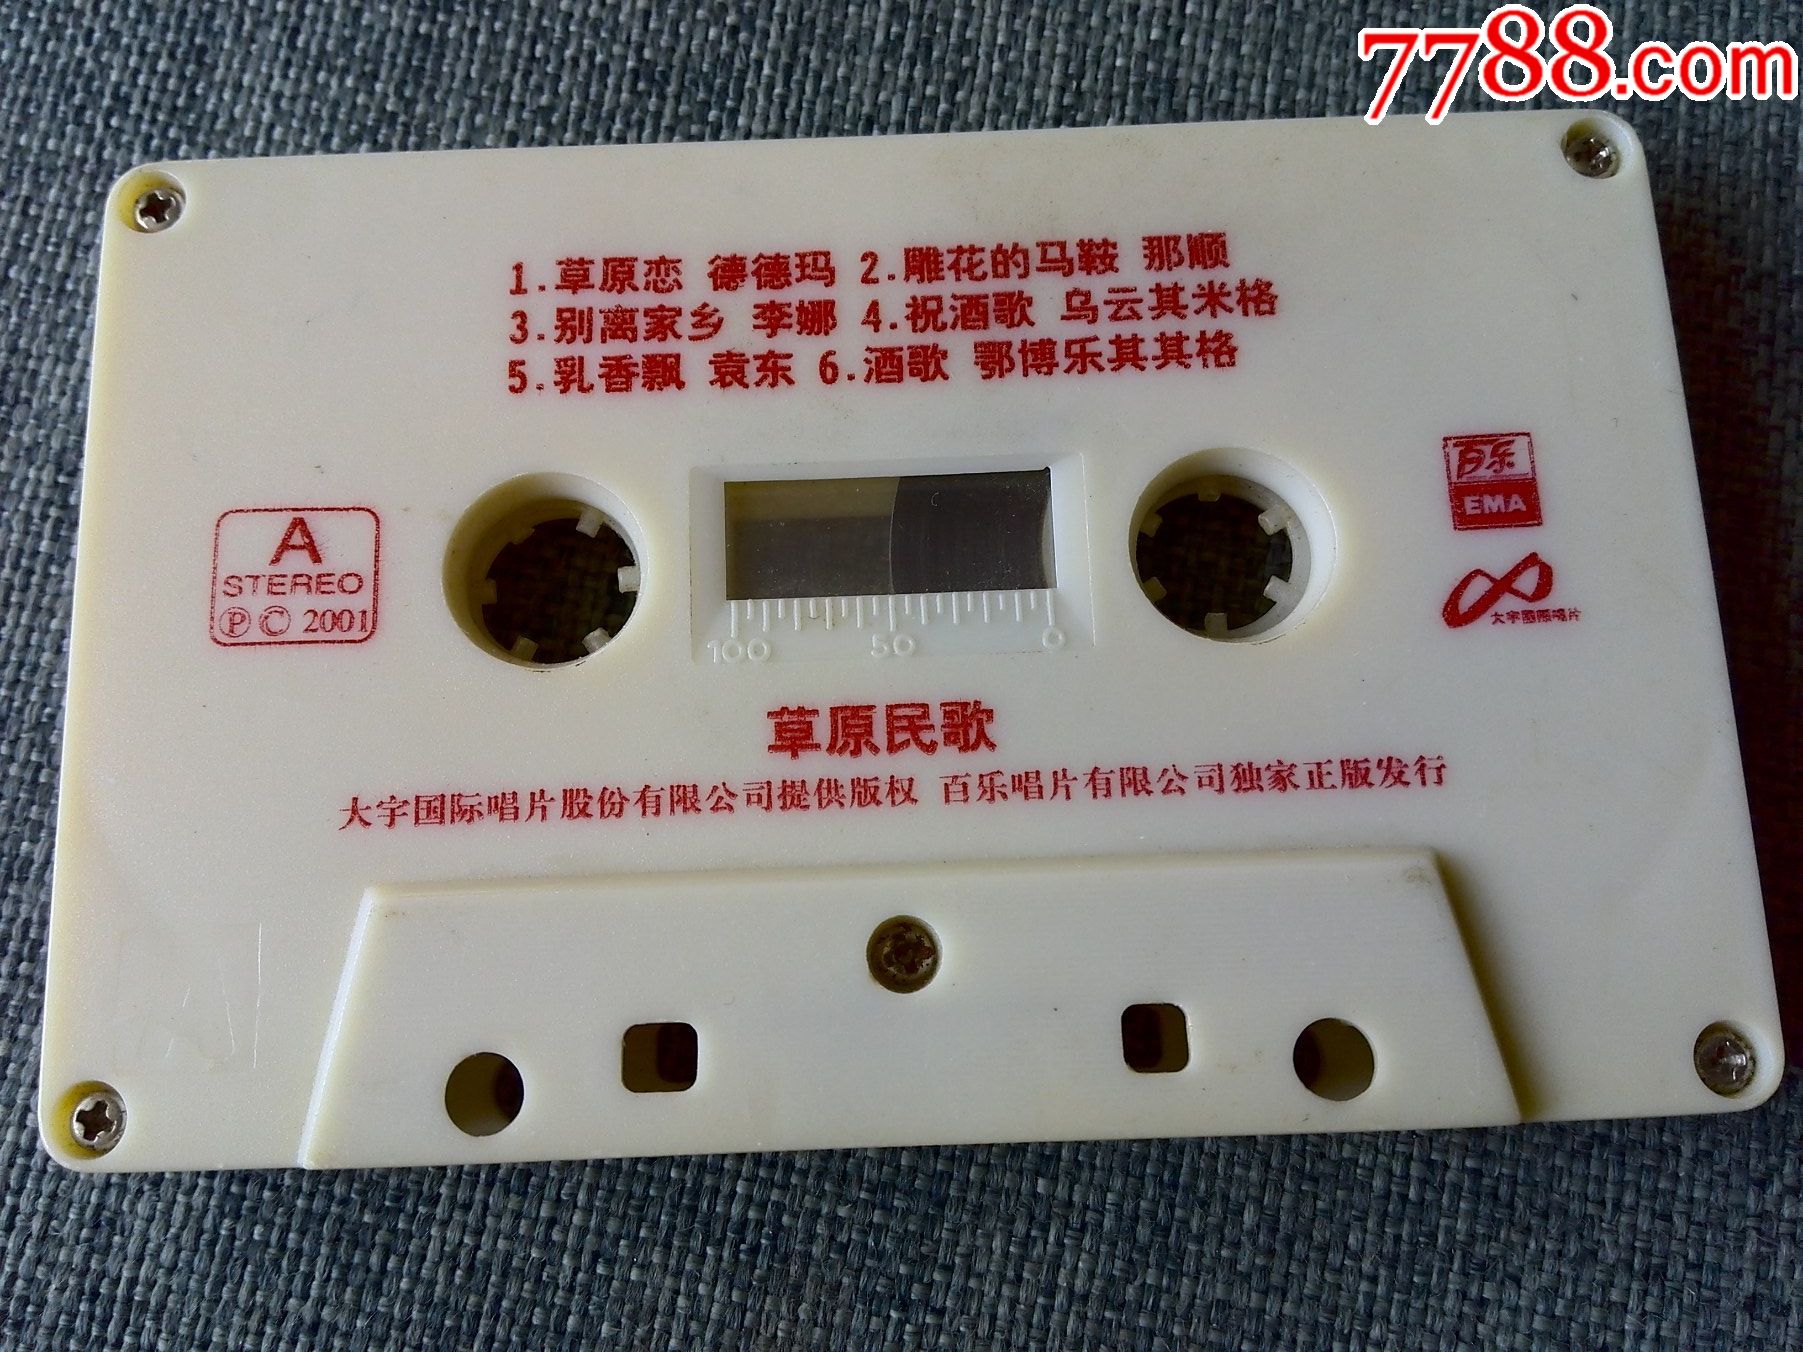 7788.com
1.草原恋 德德玛 2.雕花的马鞍 那顺
3.别离家乡 李娜 4.祝酒歌 乌云其米格
5.乳香飘 袁东 6.酒歌 鄂博乐其其格
百乐
EMA
A
STEREO
Ⓟ Ⓒ 2001
大宇国际唱片
100 50 0
草原民歌
大宇国际唱片股份有限公司提供版权 百乐唱片有限公司独家正版发行